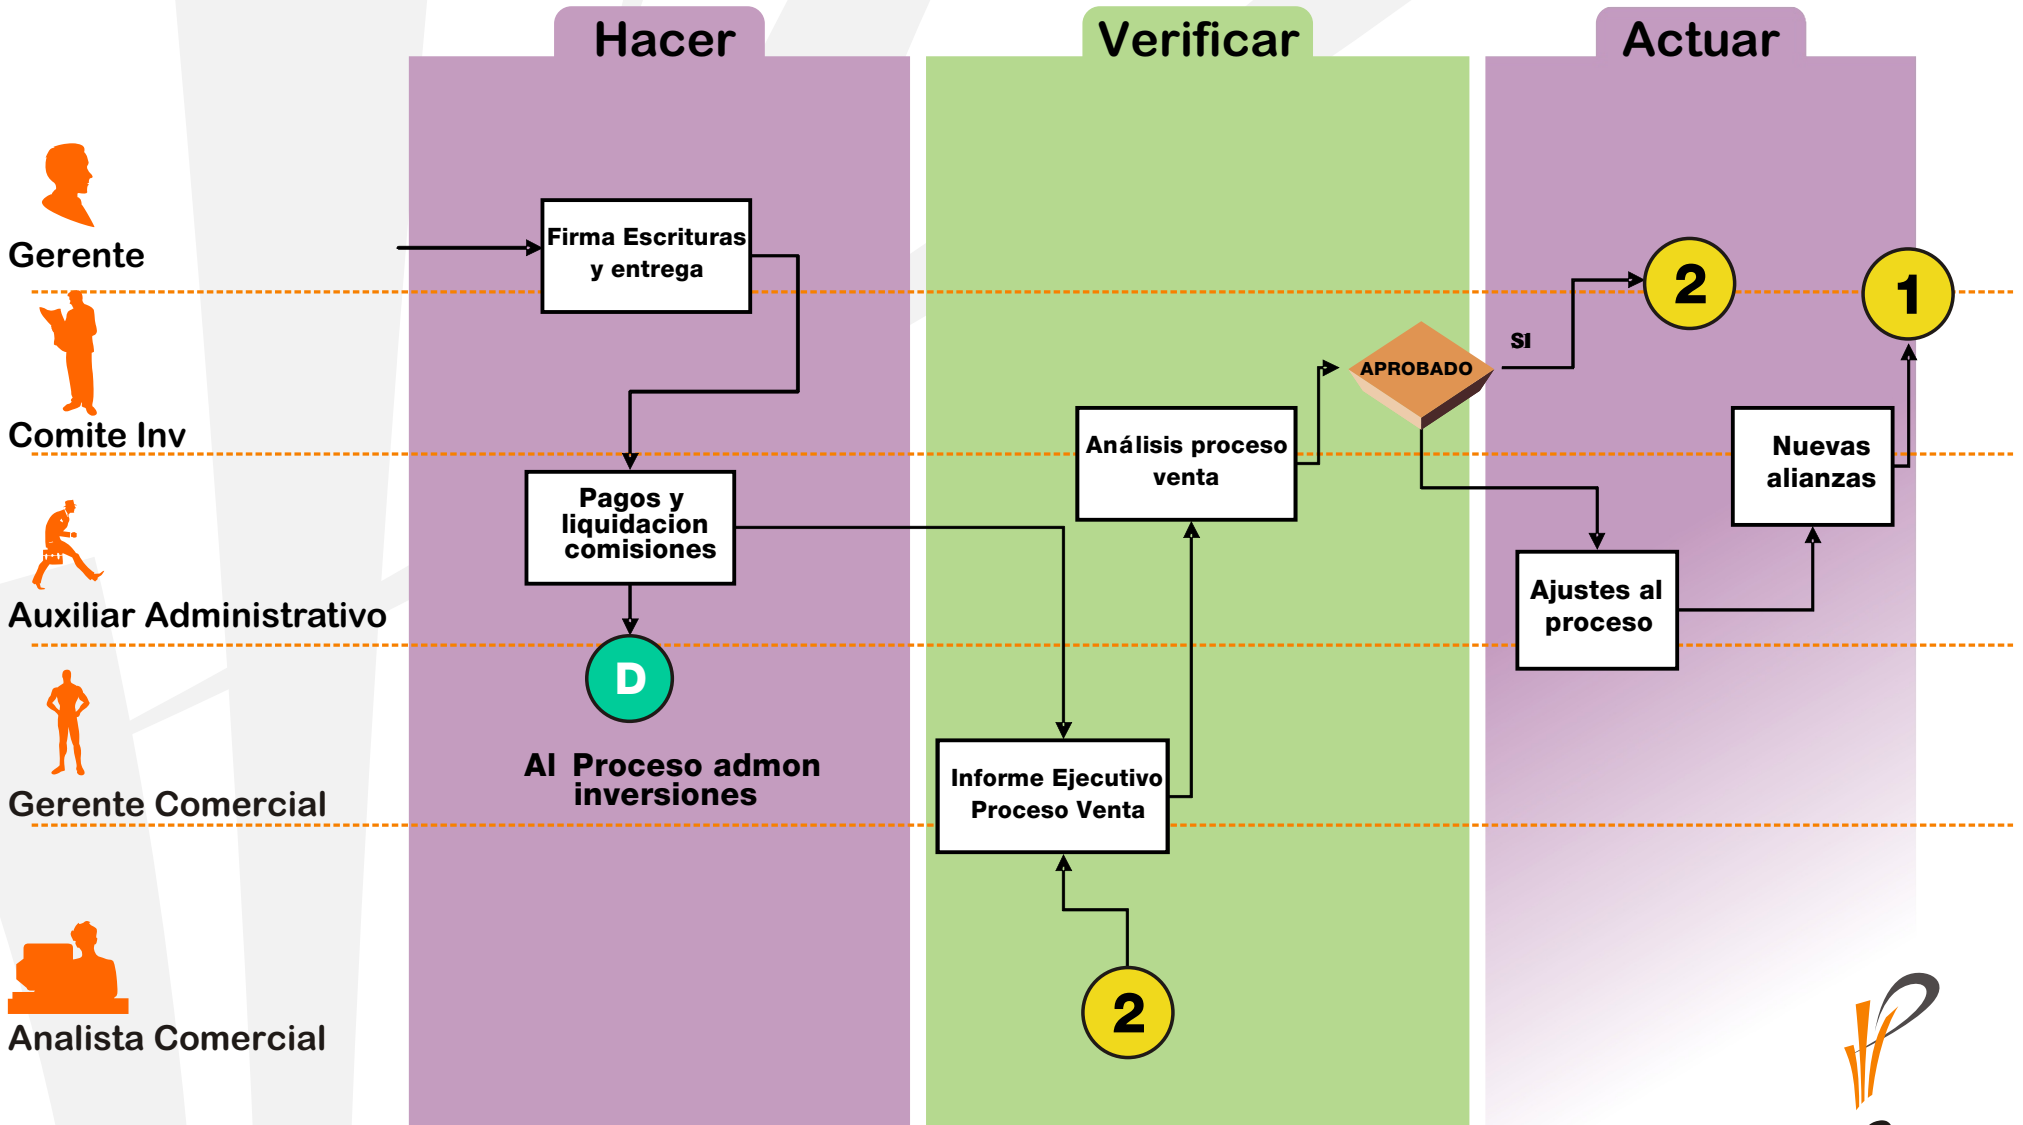 Hacer
Verificar
Actuar
Gerente
Comite Inv
Auxiliar Administrativo
Gerente Comercial
Analista Comercial
Firma Escrituras
y entrega
Pagos y
liquidacion
comisiones
D
Al Proceso admon
inversiones
Análisis proceso
venta
Informe Ejecutivo
Proceso Venta
2
APROBADO
SI
2
1
Nuevas
alianzas
Ajustes al
proceso